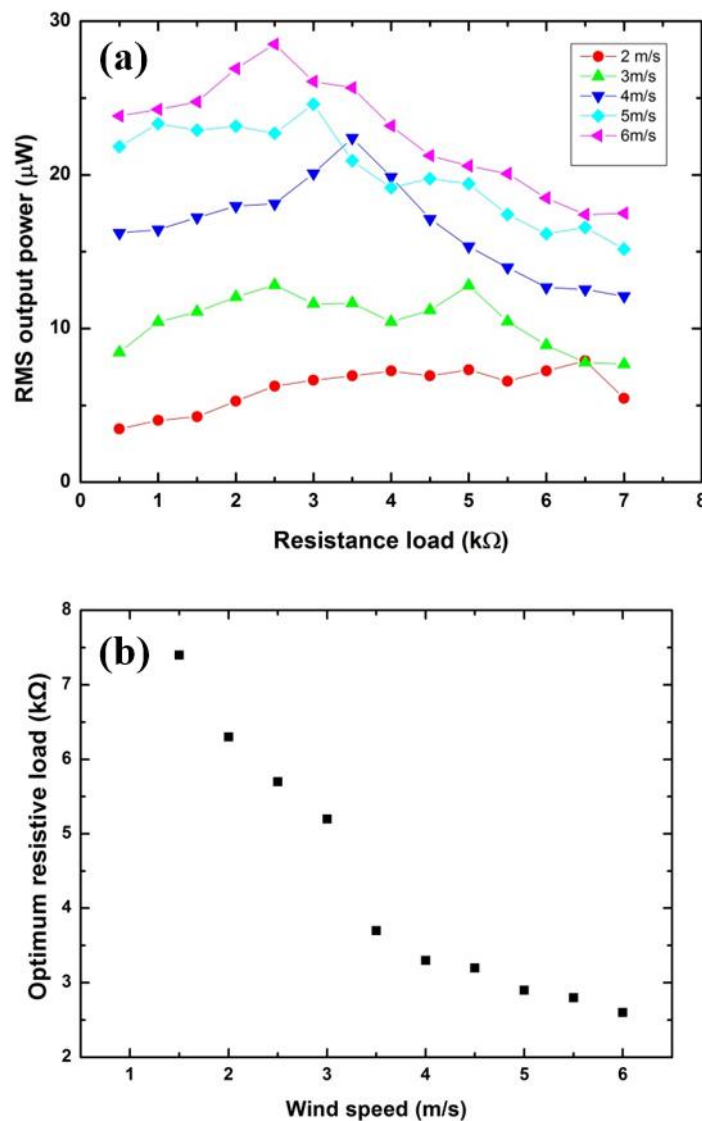 (a)
2 m/s
3m/s
4m/s
5m/s
6m/s
30
20
10
0
RMS output power (μW)
0 1 2 3 4 5 6 7 8
Resistance load (kΩ)
(b)
8
7
6
5
4
3
2
Optimum resistive load (kΩ)
1 2 3 4 5 6
Wind speed (m/s)